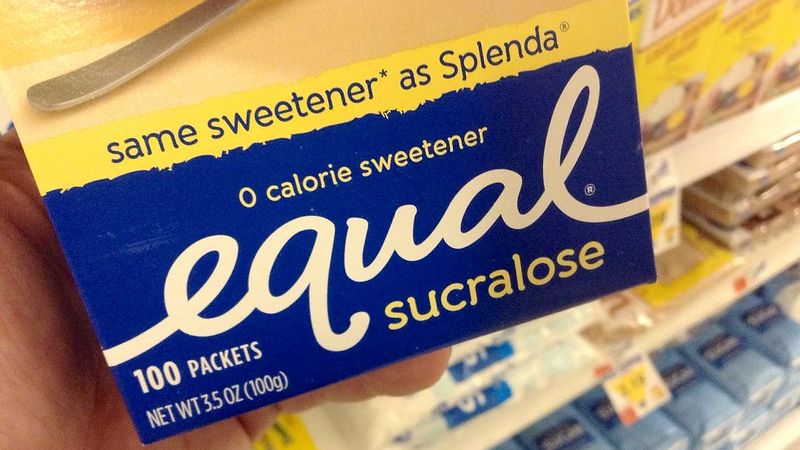 same sweetener* as Splenda®
0 calorie sweetener
equal®
sucralose
100 PACKETS
NET WT 3.5 OZ (100g)